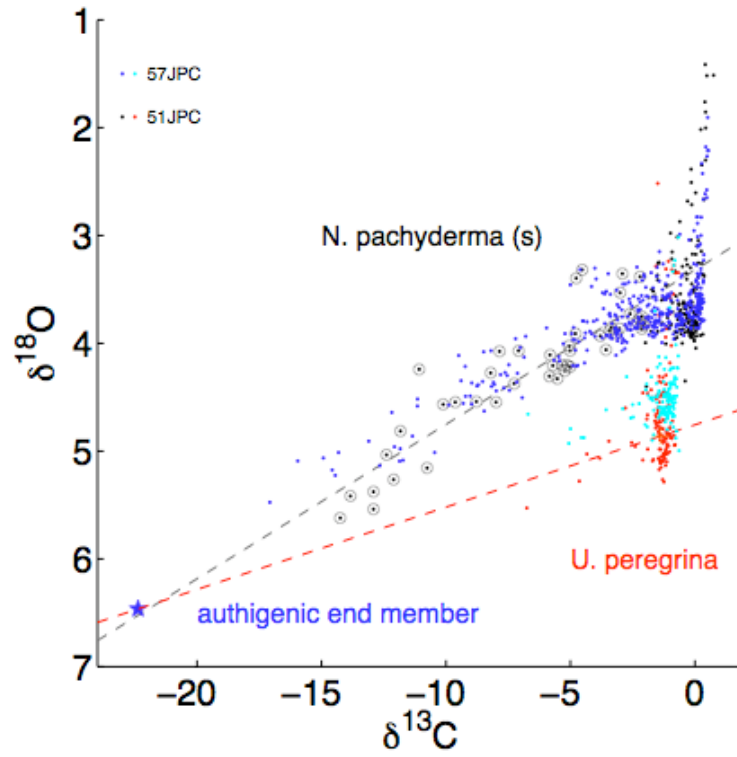 1
57JPC
51JPC
2
3
N. pachyderma (s)
4
δ18O
5
U. peregrina
6
authigenic end member
7
−20 −15 −10 −5 0
δ13C